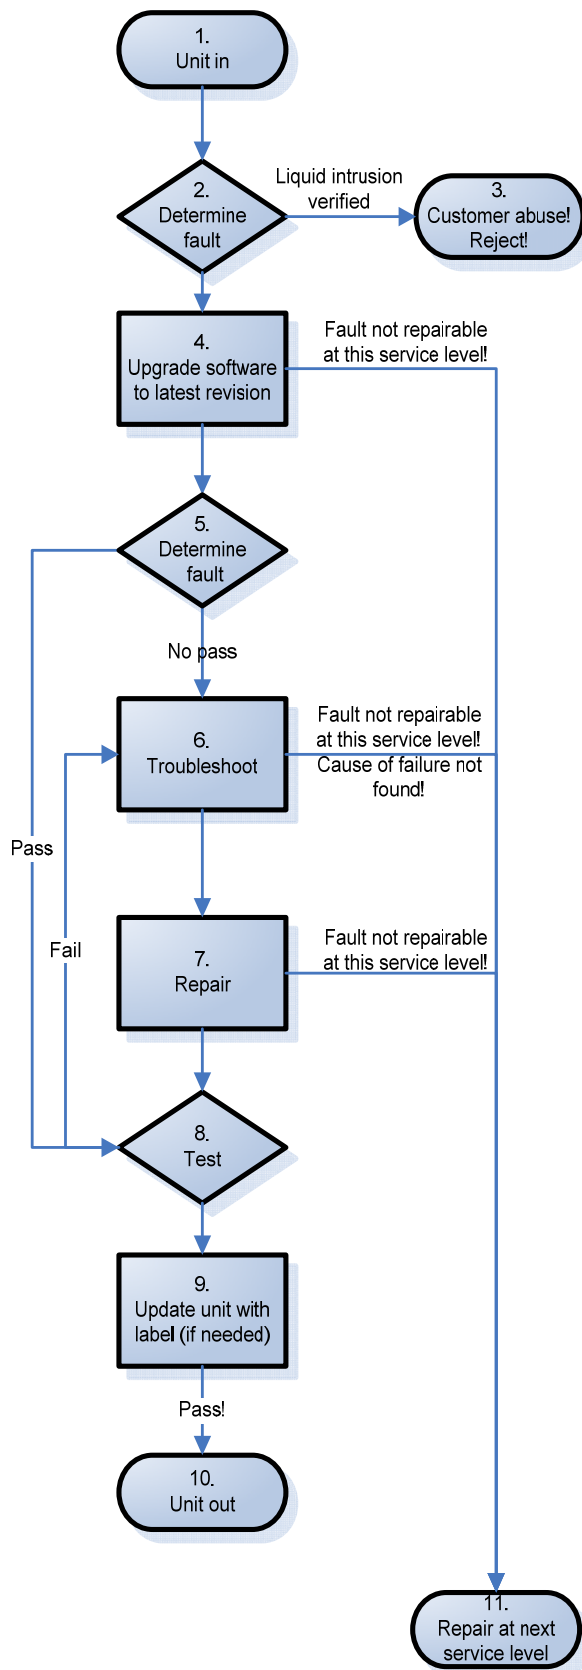 1.
Unit in
2.
Determine
fault
Liquid intrusion
verified
3.
Customer abuse!
Reject!
4.
Upgrade software
to latest revision
Fault not repairable
at this service level!
5.
Determine
fault
No pass
6.
Troubleshoot
Fault not repairable
at this service level!
Cause of failure not
found!
Pass
Fail
7.
Repair
Fault not repairable
at this service level!
8.
Test
9.
Update unit with
label (if needed)
Pass!
10.
Unit out
11.
Repair at next
service level